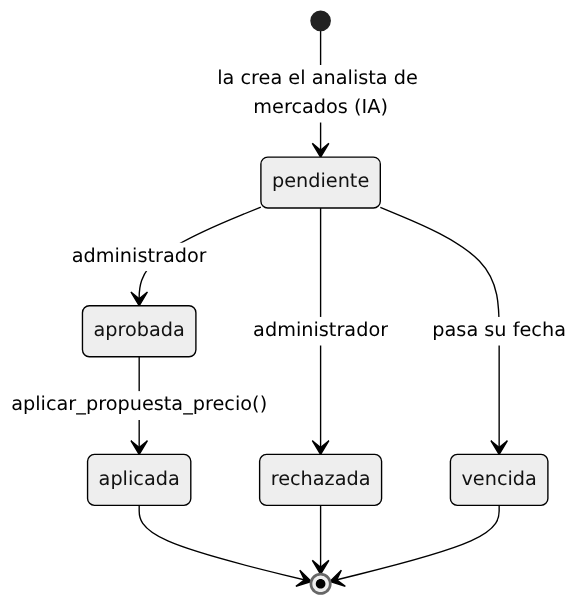 la crea el analista de
mercados (IA)
pendiente
administrador
aprobada
administrador
pasa su fecha
aplicar_propuesta_precio()
aplicada
rechazada
vencida